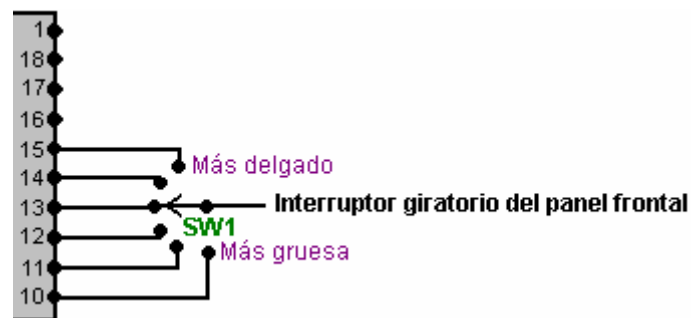 1
18
17
16
15
Más delgado
14
13
Interruptor giratorio del panel frontal
SW1
12
Más gruesa
11
10